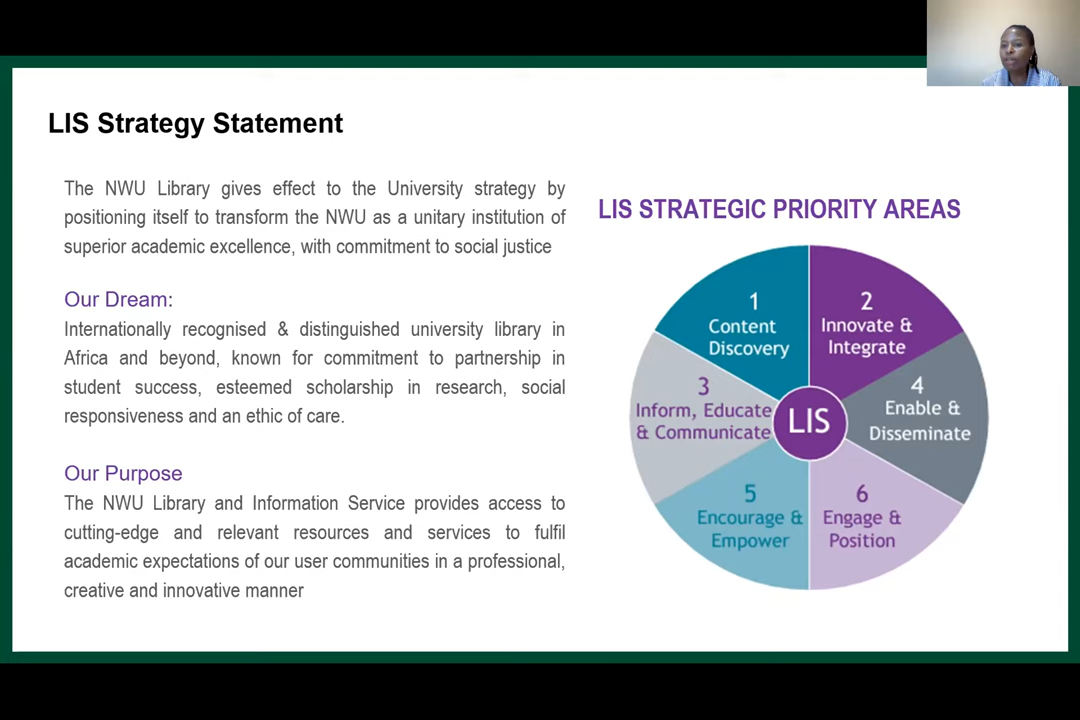 LIS Strategy Statement
The NWU Library gives effect to the University strategy by
positioning itself to transform the NWU as a unitary institution of
superior academic excellence, with commitment to social justice
Our Dream:
Internationally recognised & distinguished university library in
Africa and beyond, known for commitment to partnership in
student success, esteemed scholarship in research, social
responsiveness and an ethic of care.
Our Purpose
The NWU Library and Information Service provides access to
cutting-edge and relevant resources and services to fulfil
academic expectations of our user communities in a professional,
creative and innovative manner
LIS STRATEGIC PRIORITY AREAS
1
Content
Discovery
2
Innovate &
Integrate
3
Inform, Educate
& Communicate
LIS
4
Enable &
Disseminate
5
Encourage &
Empower
6
Engage &
Position